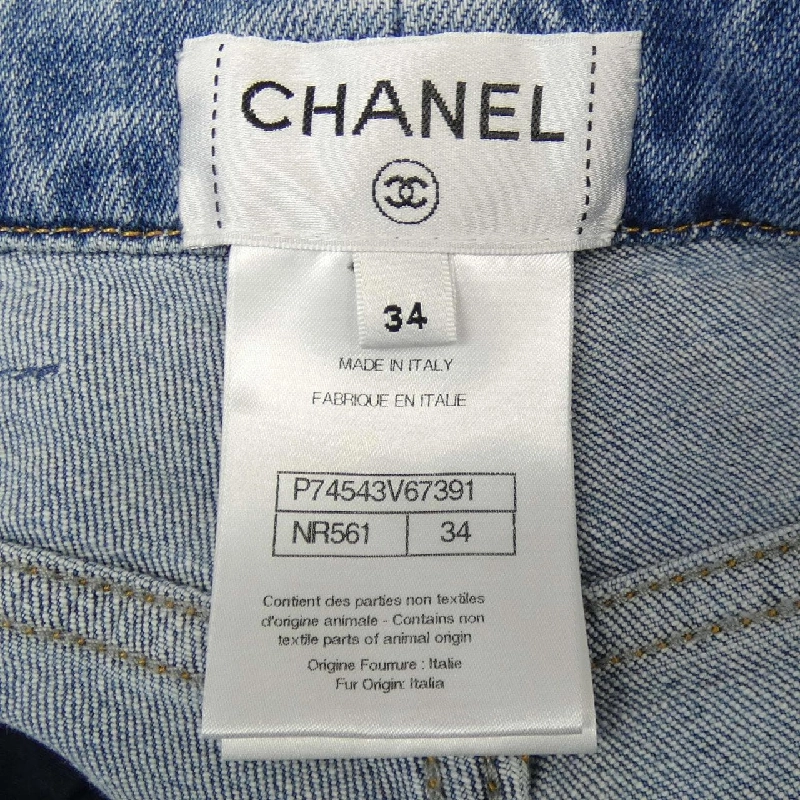 CHANEL
34
MADE IN ITALY
FABRIQUE EN ITALIE
P74543V67391
NR561 34
Contient des parties non textiles
d'origine animale - Contains non
textile parts of animal origin
Origine Fourrure : Italie
Fur Origin: Italia